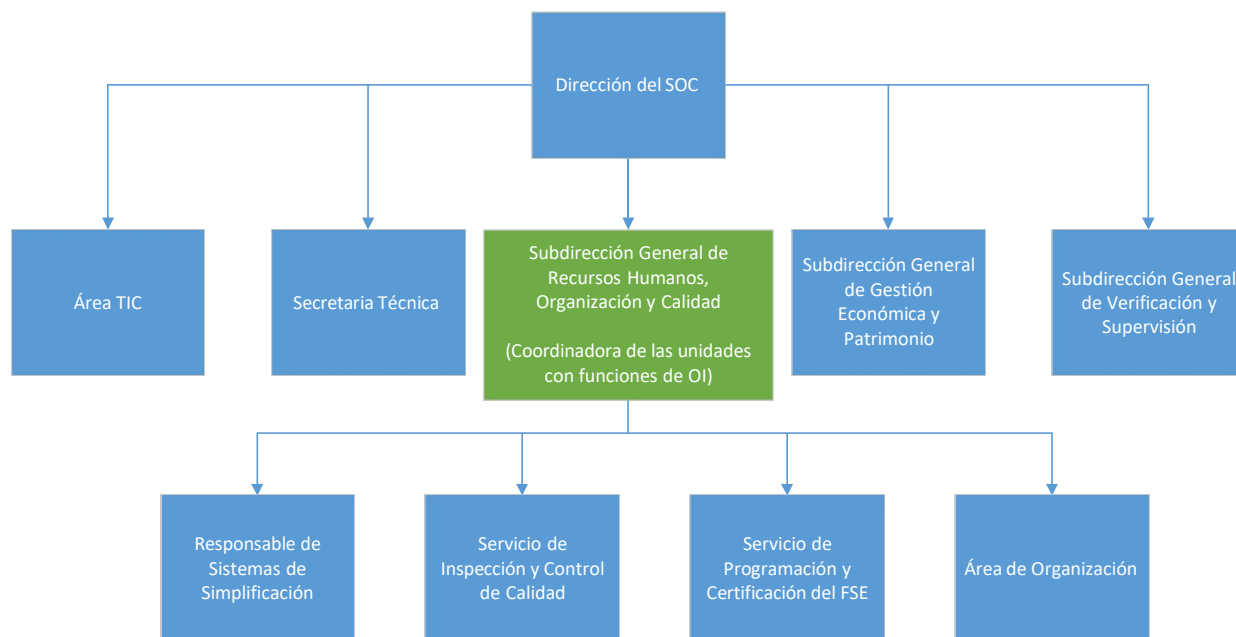 Dirección del SOC
Área TIC
Secretaria Técnica
Subdirección General de
Recursos Humanos,
Organización y Calidad
(Coordinadora de las unidades
con funciones de OI)
Subdirección General
de Gestión
Económica y
Patrimonio
Subdirección General
de Verificación y
Supervisión
Responsable de
Sistemas de
Simplificación
Servicio de
Inspección y Control
de Calidad
Servicio de
Programación y
Certificación del FSE
Área de Organización